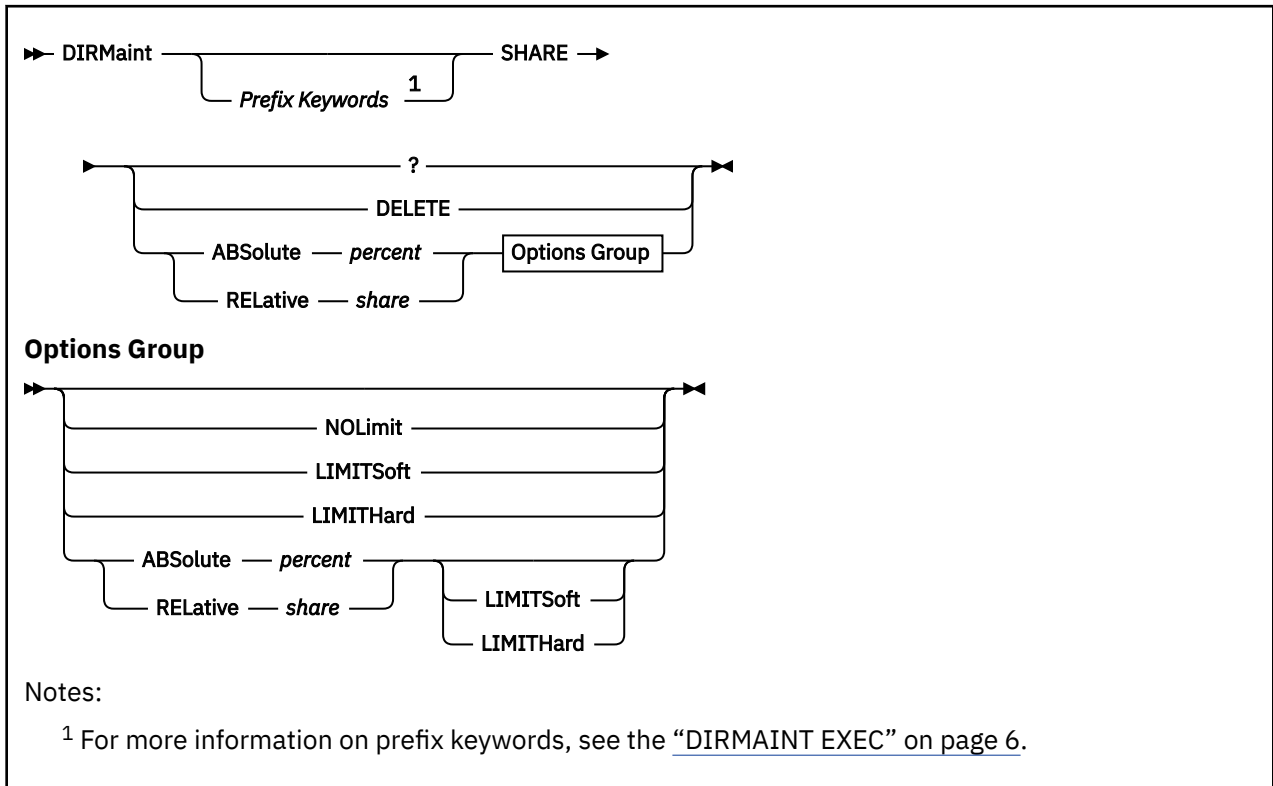 DIRMaint SHARE
Prefix Keywords 1
?
DELETE
ABSolute percent Options Group
RELative share
Options Group
NOLimit
LIMITSoft
LIMITHard
ABSolute percent
LIMITSoft
RELative share
LIMITHard
Notes:
1 For more information on prefix keywords, see the “DIRMAINT EXEC” on page 6.